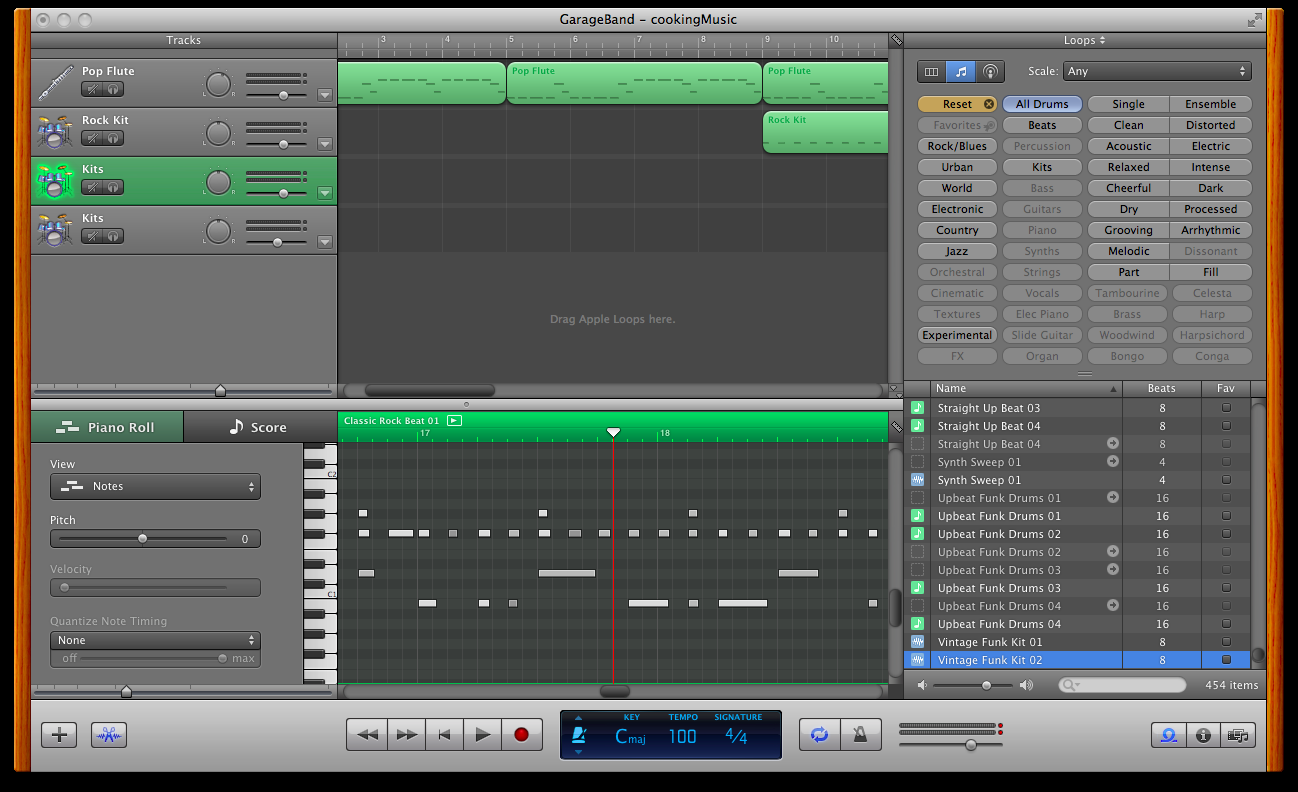 GarageBand – cookingMusic
Tracks
3 4 5 6 7 8 9 10
Loops
Pop Flute
L R
Pop Flute
Pop Flute
Scale: Any
Rock Kit
L R
Rock Kit
Kits
L R
Kits
L R
Drag Apple Loops here.
Reset All Drums Single Ensemble
Favorites Beats Clean Distorted
Rock/Blues Percussion Acoustic Electric
Urban Kits Relaxed Intense
World Bass Cheerful Dark
Electronic Guitars Dry Processed
Country Piano Grooving Arrhythmic
Jazz Synths Melodic Dissonant
Orchestral Strings Part Fill
Cinematic Vocals Tambourine Celesta
Textures Elec Piano Brass Harp
Experimental Slide Guitar Woodwind Harpsichord
FX Organ Bongo Conga
Name Beats Fav
Straight Up Beat 03 8
Straight Up Beat 04 8
Straight Up Beat 04 8
Synth Sweep 01 4
Synth Sweep 01 4
Upbeat Funk Drums 01 16
Upbeat Funk Drums 01 16
Upbeat Funk Drums 02 16
Upbeat Funk Drums 02 16
Upbeat Funk Drums 03 16
Upbeat Funk Drums 03 16
Upbeat Funk Drums 04 16
Upbeat Funk Drums 04 16
Vintage Funk Kit 01 8
Vintage Funk Kit 02 8
454 items
Piano Roll Score
Classic Rock Beat 01
17 18
View
Notes
Pitch
0
Velocity
Quantize Note Timing
None
off max
C2
C1
KEY TEMPO SIGNATURE
Cmaj 100 4/4